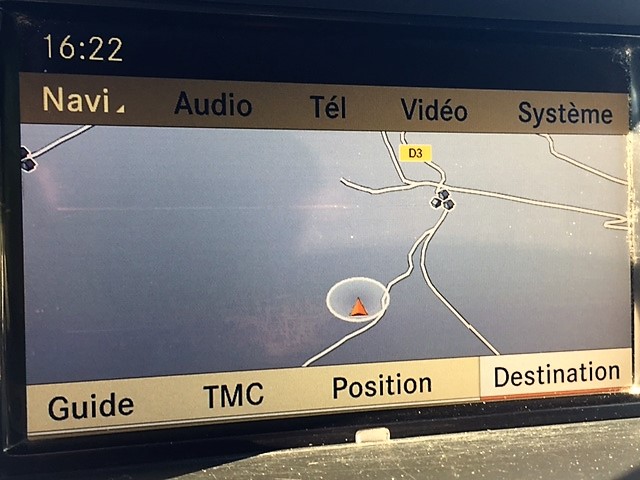 16:22
Navi Audio Tél Vidéo Système
D3
Guide TMC Position Destination